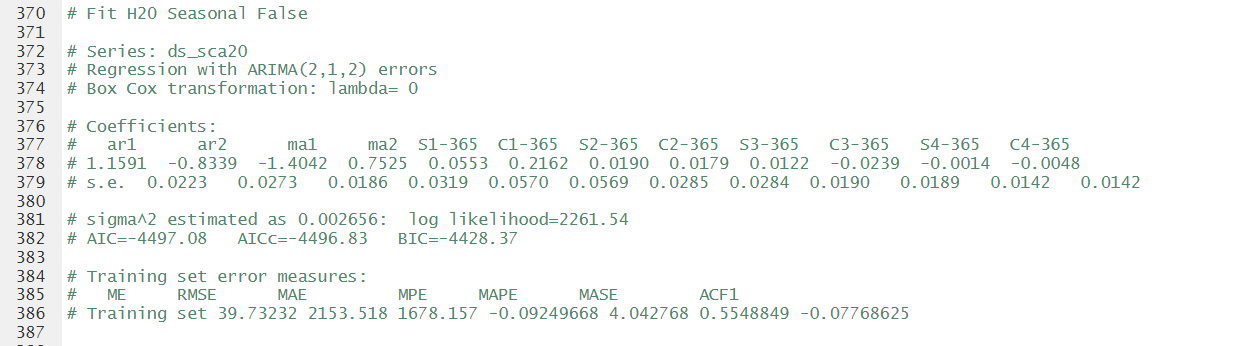 370 # Fit H2O Seasonal False
371
372 # Series: ds_sca20
373 # Regression with ARIMA(2,1,2) errors
374 # Box Cox transformation: lambda= 0
375
376 # Coefficients:
377 # ar1 ar2 ma1 ma2 S1-365 C1-365 S2-365 C2-365 S3-365 C3-365 S4-365 C4-365
378 # 1.1591 -0.8339 -1.4042 0.7525 0.0553 0.2162 0.0190 0.0179 0.0122 -0.0239 -0.0014 -0.0048
379 # s.e. 0.0223 0.0273 0.0186 0.0319 0.0570 0.0569 0.0285 0.0284 0.0190 0.0189 0.0142 0.0142
380
381 # sigma^2 estimated as 0.002656: log likelihood=2261.54
382 # AIC=-4497.08 AICc=-4496.83 BIC=-4428.37
383
384 # Training set error measures:
385 # ME RMSE MAE MPE MAPE MASE ACF1
386 # Training set 39.73232 2153.518 1678.157 -0.09249668 4.042768 0.5548849 -0.07768625
387